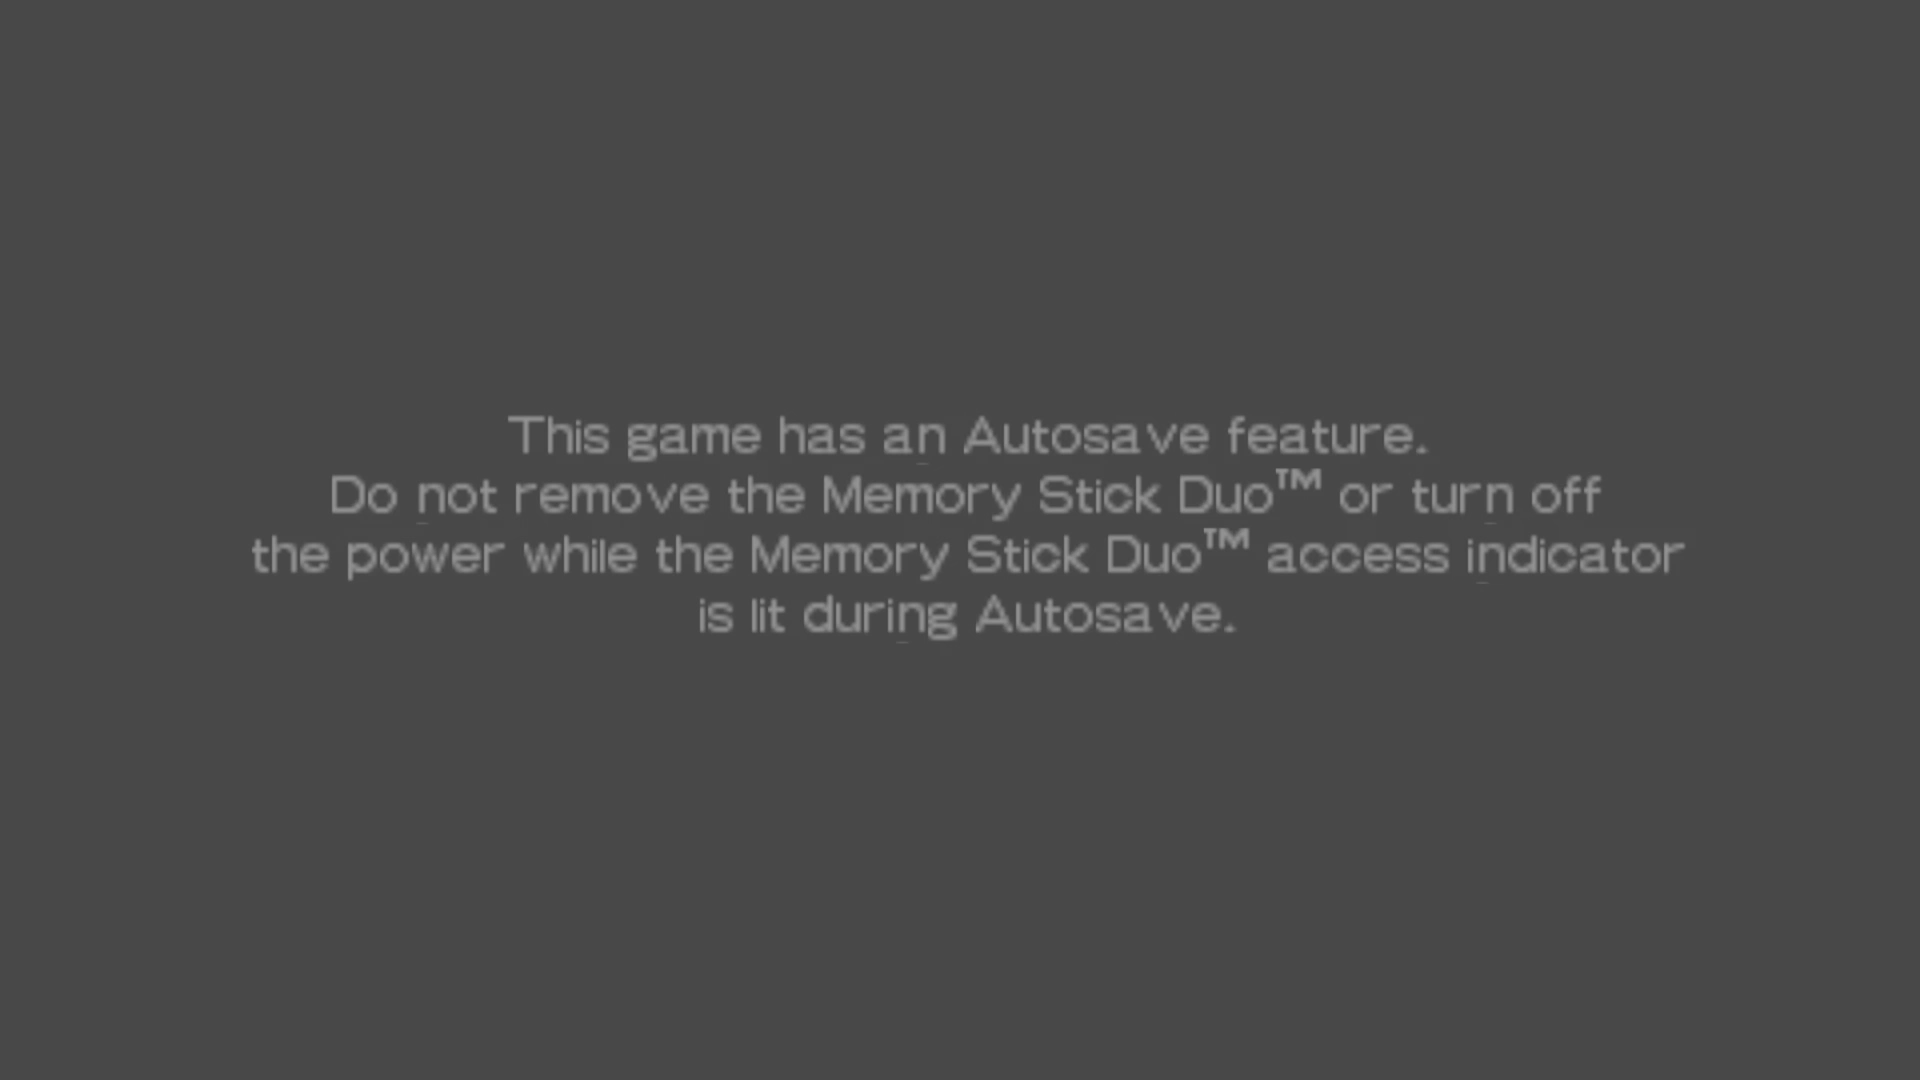 This game has an Autosave feature.
Do not remove the Memory Stick Duo™ or turn off
the power while the Memory Stick Duo™ access indicator
is lit during Autosave.